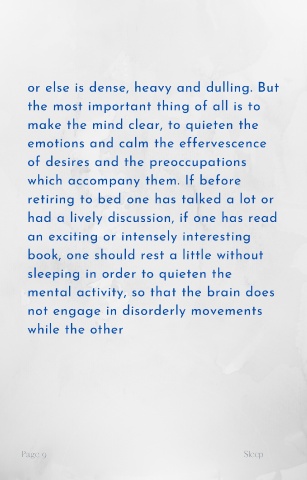 or else is dense, heavy and dulling. But
the most important thing of all is to
make the mind clear, to quieten the
emotions and calm the effervescence
of desires and the preoccupations
which accompany them. If before
retiring to bed one has talked a lot or
had a lively discussion, if one has read
an exciting or intensely interesting
book, one should rest a little without
sleeping in order to quieten the
mental activity, so that the brain does
not engage in disorderly movements
while the other
Page 9
Sleep